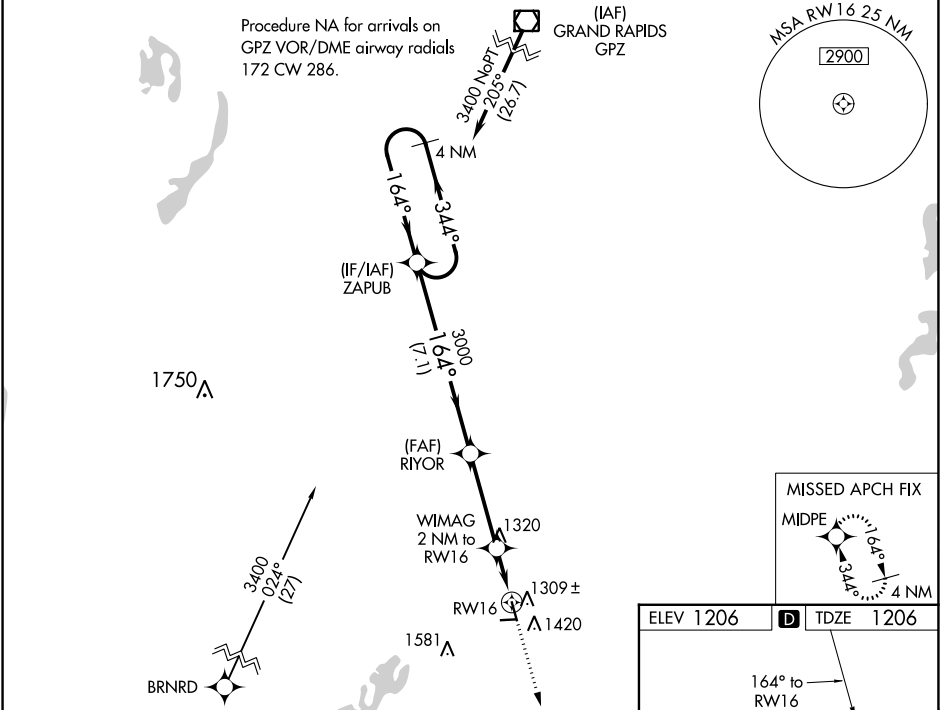 Procedure NA for arrivals on
GPZ VOR/DME airway radials
172 CW 286.
(IAF)
GRAND RAPIDS
GPZ
3400 NoPT
205°
(26.7)
MSA RW16 25 NM
2900
4 NM
164°
344°
(IF/IAF)
ZAPUB
3000
164°
(7.1)
1750
(FAF)
RIYOR
MISSED APCH FIX
MIDPE
164°
344°
4 NM
WIMAG
2 NM to
RW16
1320
3400
024°
(27)
RW16
1309 ±
1420
1581
BRNRD
ELEV 1206 D TDZE 1206
164° to
RW16